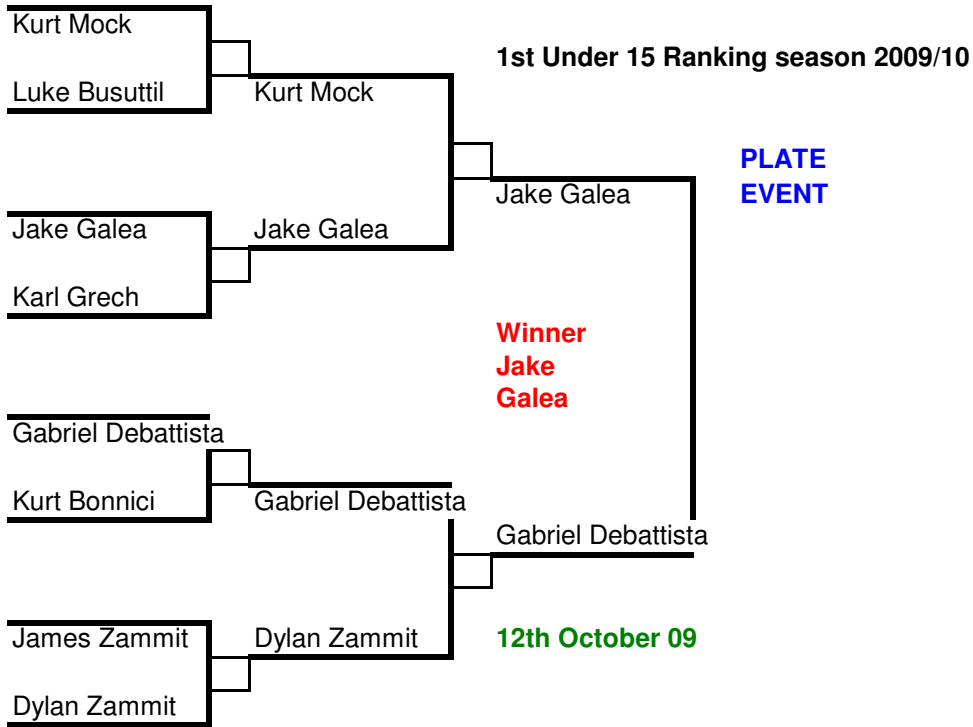 Kurt Mock
1st Under 15 Ranking season 2009/10
Luke Busuttil
Kurt Mock
PLATE
EVENT
Jake Galea
Jake Galea
Jake Galea
Karl Grech
Winner
Jake
Galea
Gabriel Debattista
Kurt Bonnici
Gabriel Debattista
Gabriel Debattista
James Zammit
Dylan Zammit
12th October 09
Dylan Zammit